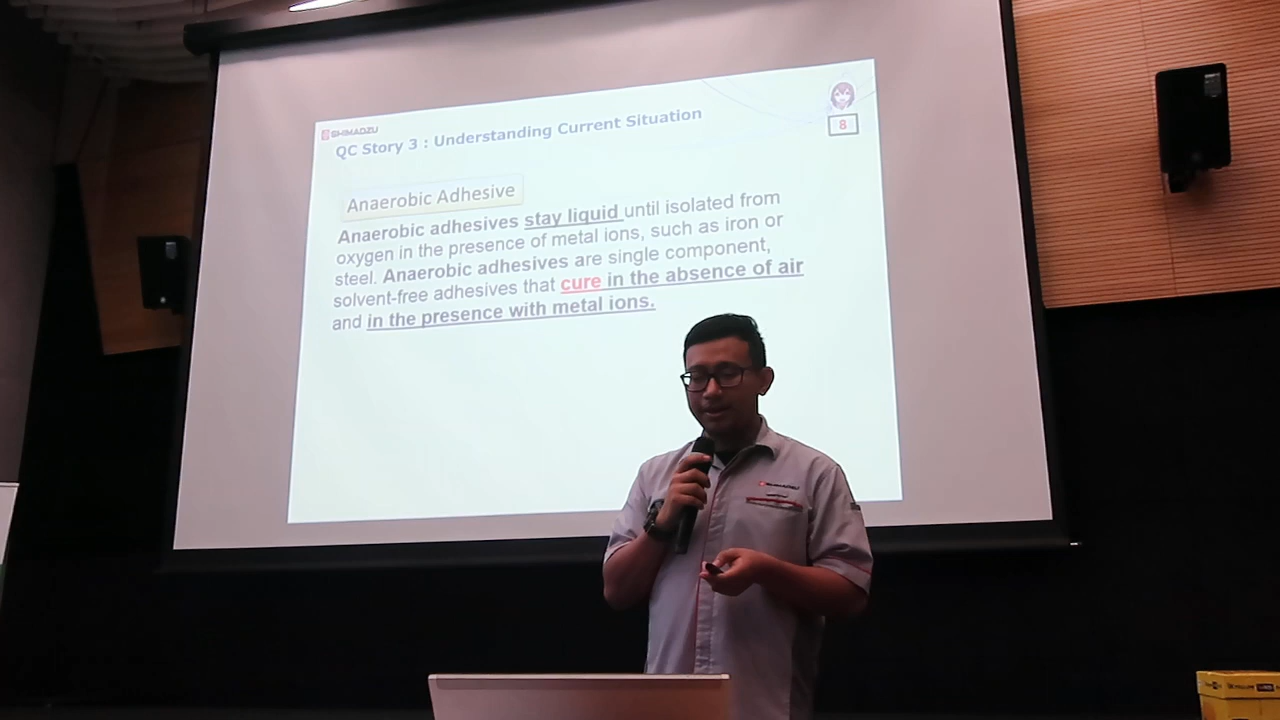 SHIMADZU
8
QC Story 3 : Understanding Current Situation
Anaerobic Adhesive
Anaerobic adhesives stay liquid until isolated from
oxygen in the presence of metal ions, such as iron or
steel. Anaerobic adhesives are single component,
solvent-free adhesives that cure in the absence of air
and in the presence with metal ions.
SHIMADZU